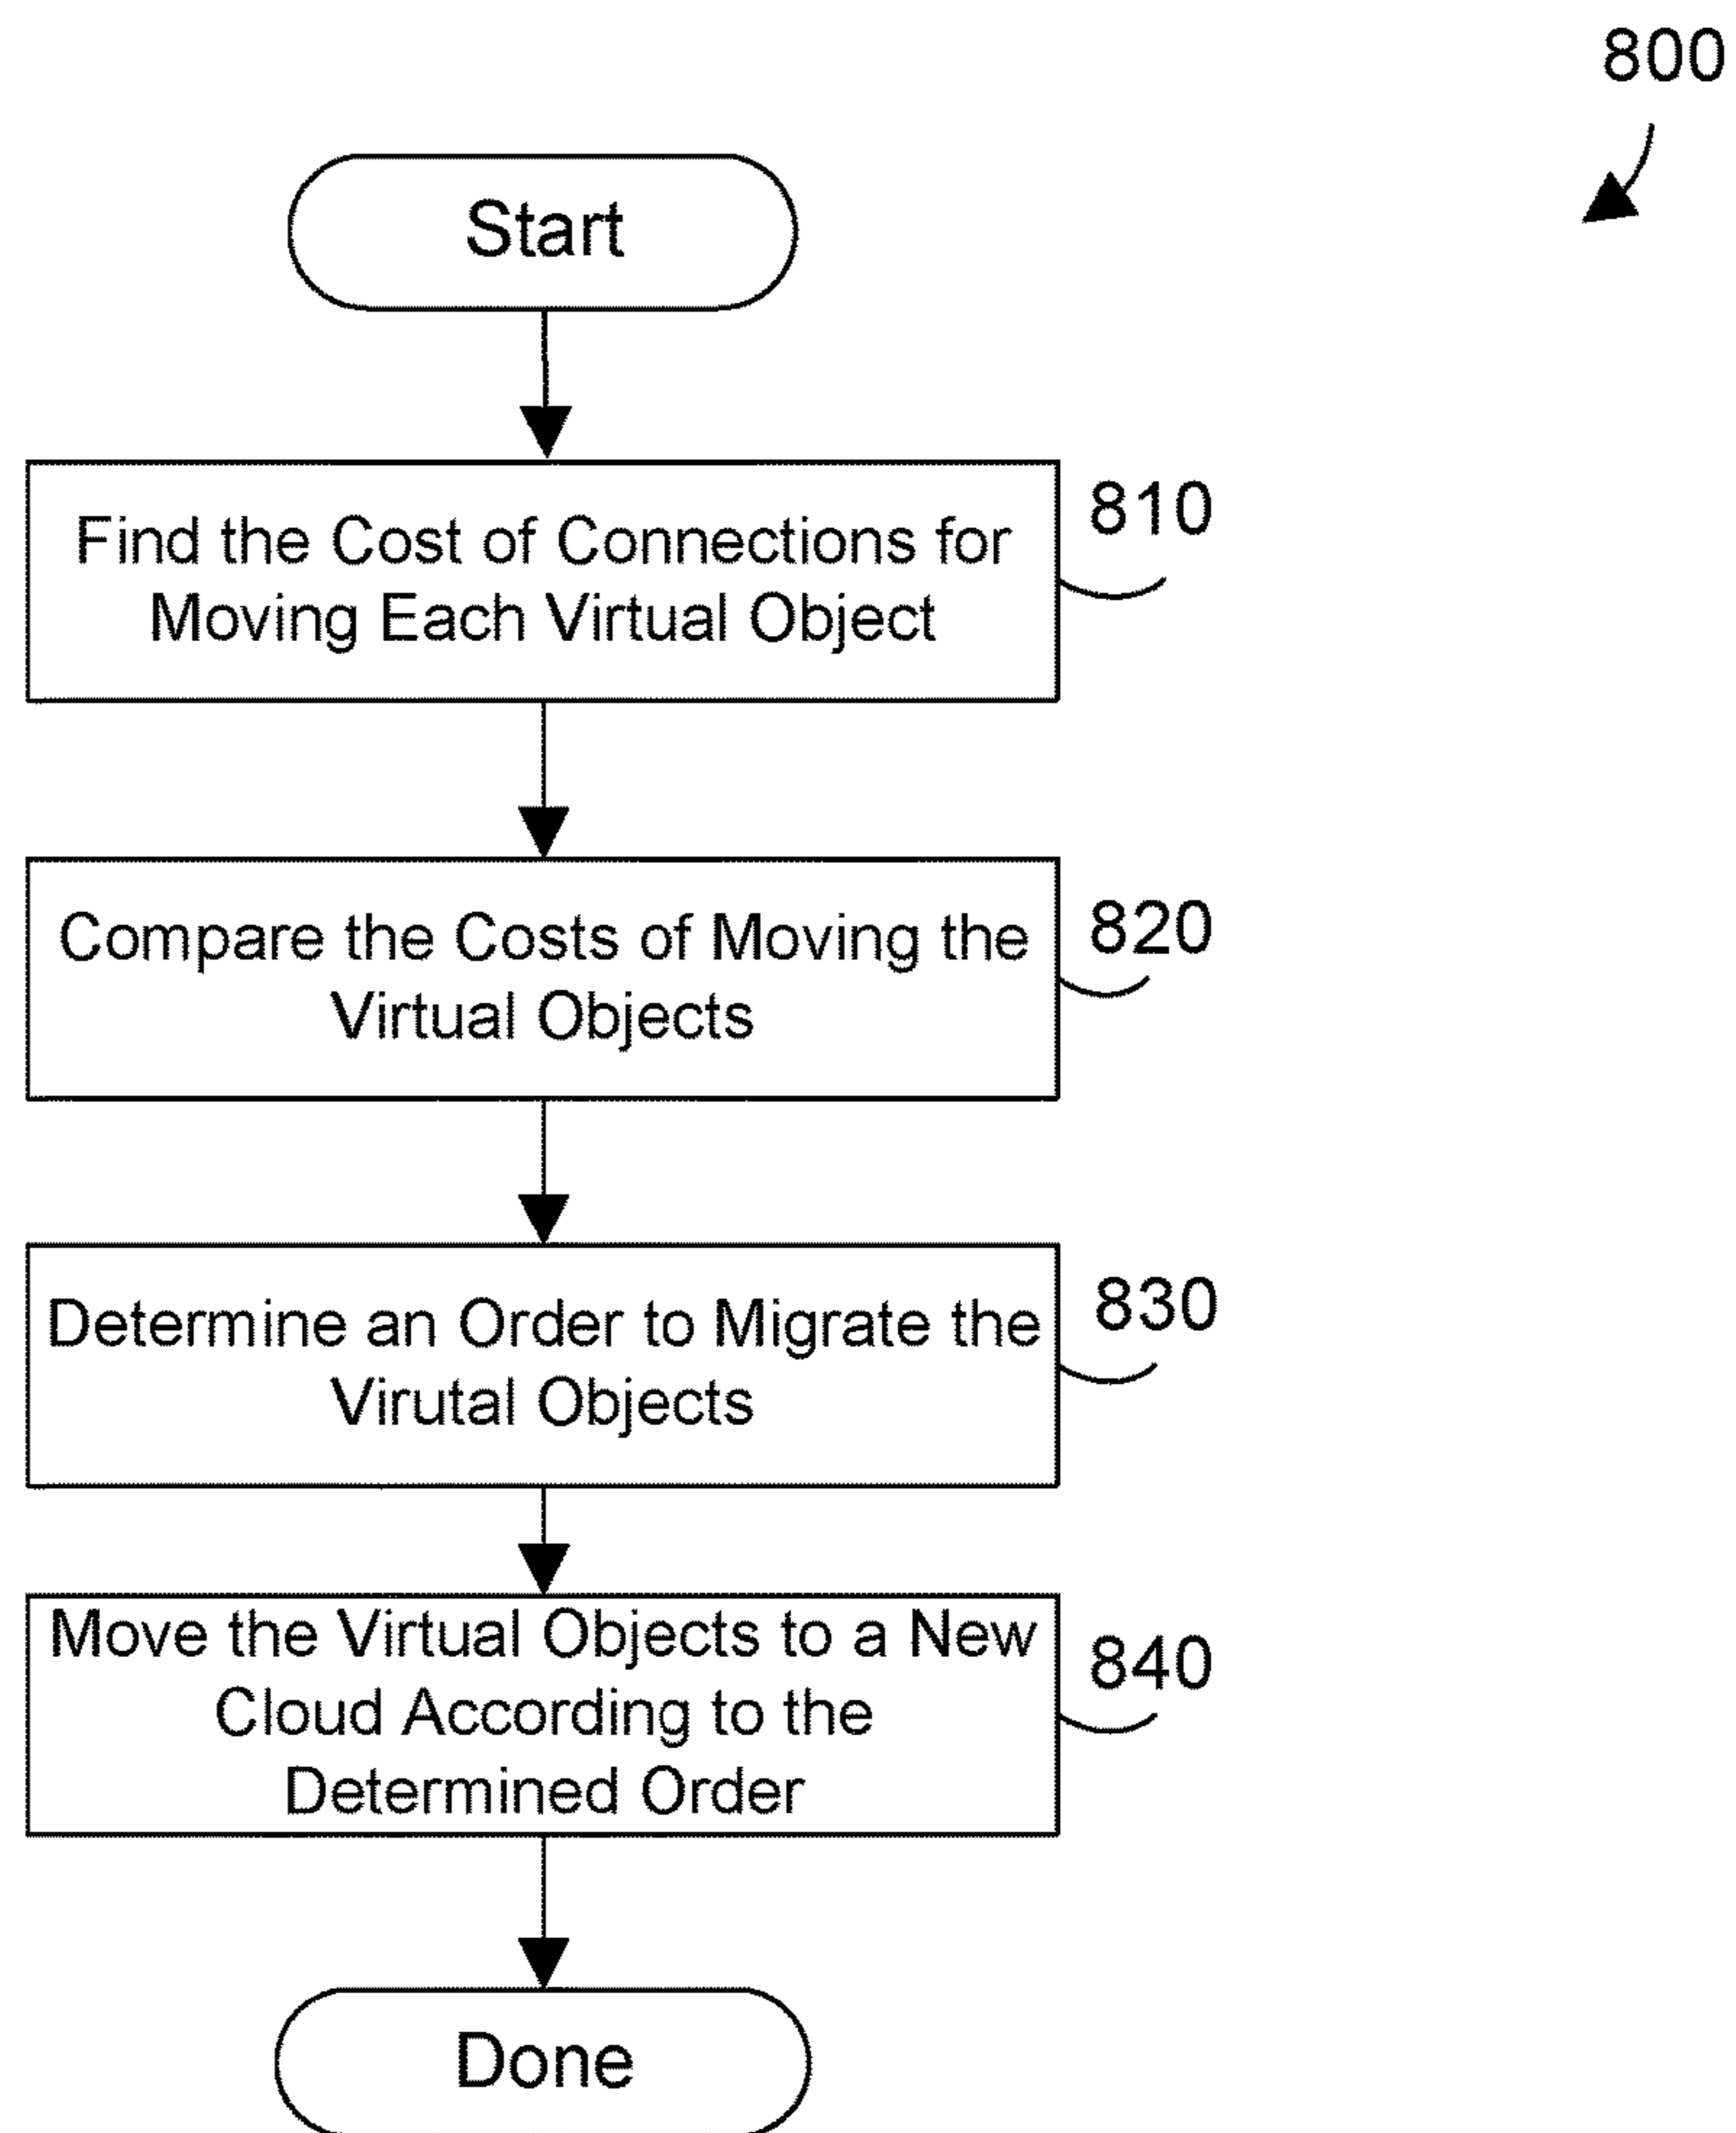 800
Start
Find the Cost of Connections for
Moving Each Virtual Object
810
Compare the Costs of Moving the
Virtual Objects
820
Determine an Order to Migrate the
Virutal Objects
830
Move the Virtual Objects to a New
Cloud According to the
Determined Order
840
Done